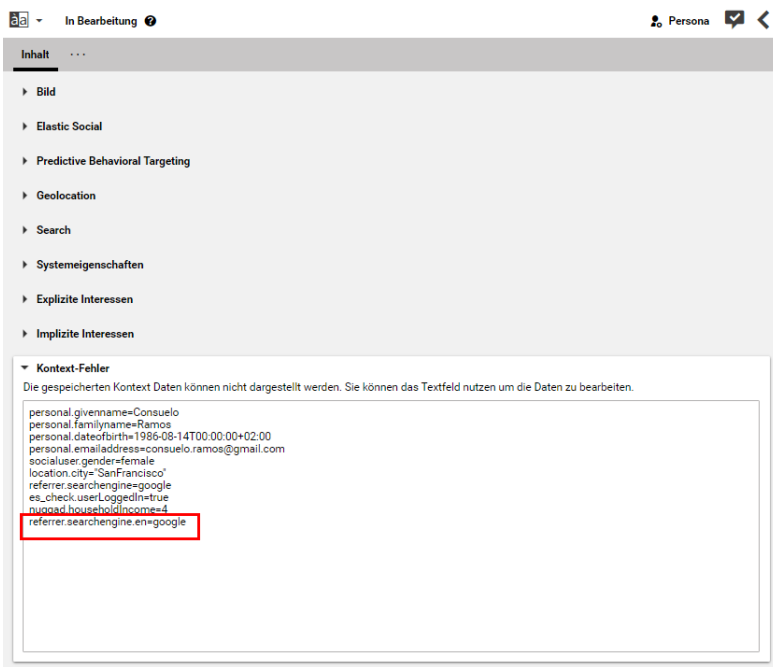 àa In Bearbeitung ? Persona
Inhalt ...
Bild
Elastic Social
Predictive Behavioral Targeting
Geolocation
Search
Systemeigenschaften
Explizite Interessen
Implizite Interessen
Kontext-Fehler
Die gespeicherten Kontext Daten können nicht dargestellt werden. Sie können das Textfeld nutzen um die Daten zu bearbeiten.
personal.givenname=Consuelo
personal.familyname=Ramos
personal.dateofbirth=1986-08-14T00:00:00+02:00
personal.emailaddress=consuelo.ramos@gmail.com
socialuser.gender=female
location.city="SanFrancisco"
referrer.searchengine=google
es_check.userLoggedIn=true
nuggad.householdIncome=4
referrer.searchengine.en=google